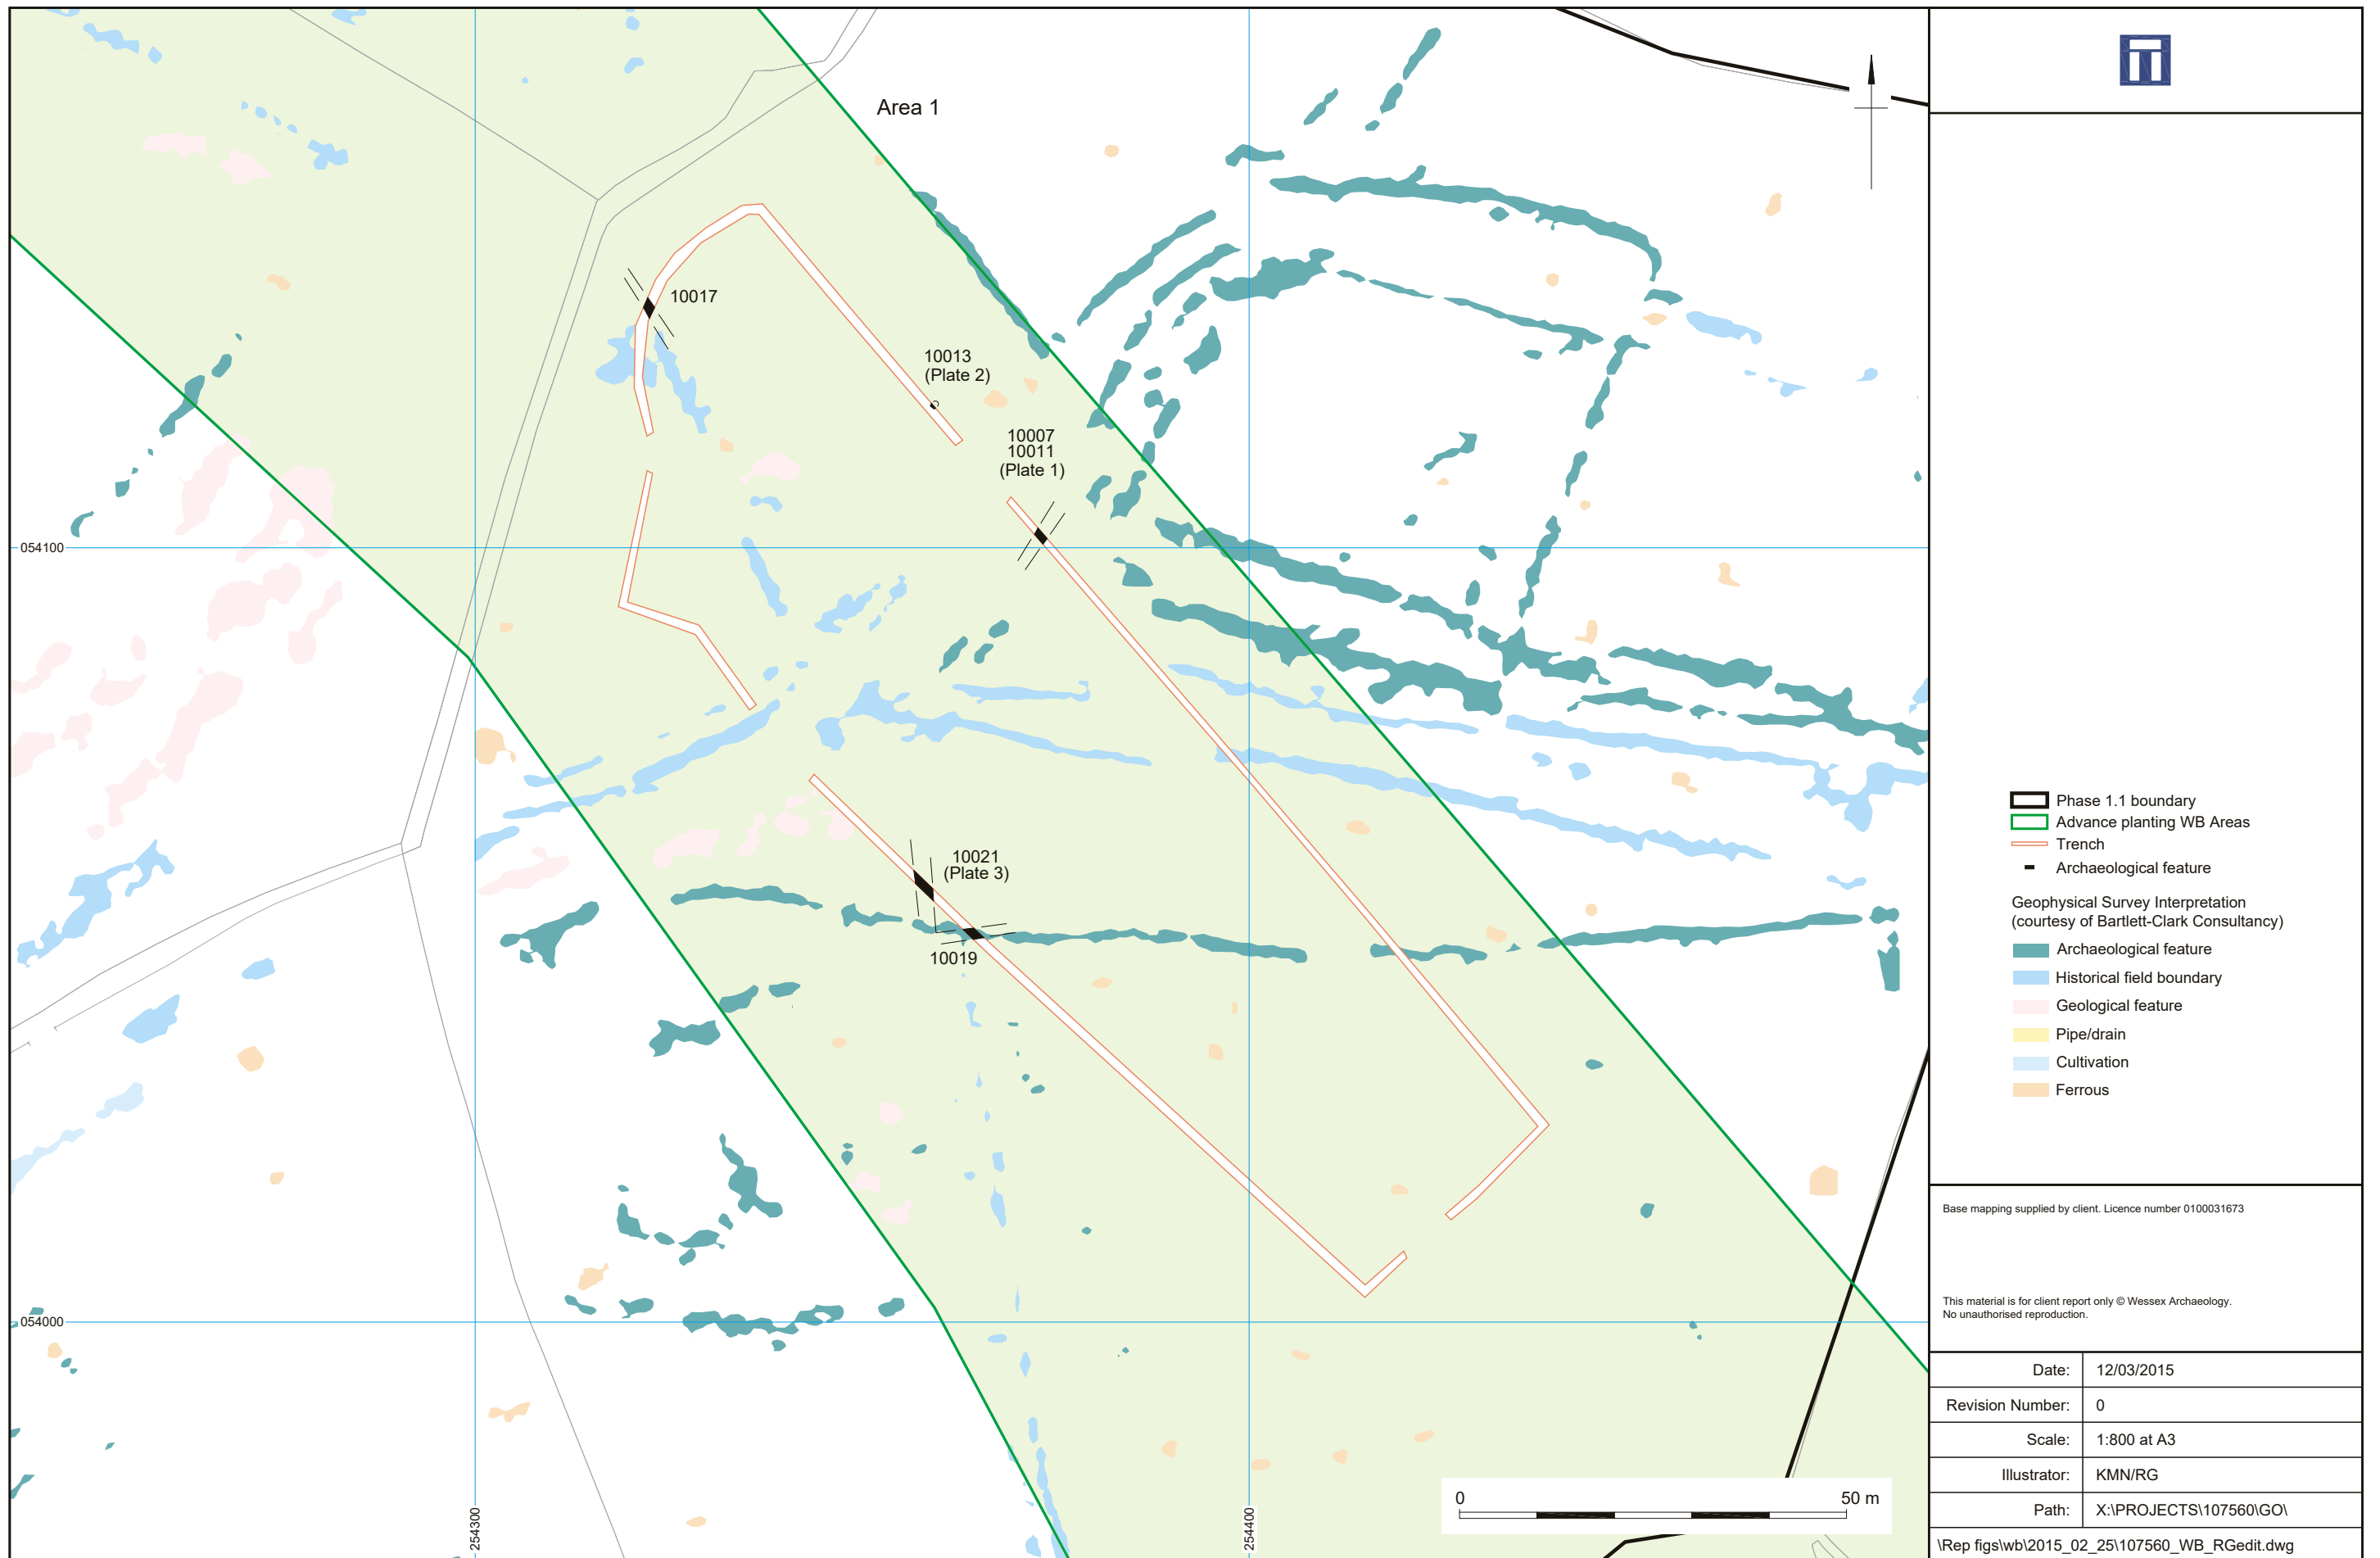 Area 1
10017
10013
(Plate 2)
10007
10011
(Plate 1)
054100
10021
(Plate 3)
10019
054000
254300
254400
0 50 m
Phase 1.1 boundary
Advance planting WB Areas
Trench
Archaeological feature
Geophysical Survey Interpretation
(courtesy of Bartlett-Clark Consultancy)
Archaeological feature
Historical field boundary
Geological feature
Pipe/drain
Cultivation
Ferrous
Base mapping supplied by client. Licence number 0100031673
This material is for client report only © Wessex Archaeology.
No unauthorised reproduction.
Date: 12/03/2015
Revision Number: 0
Scale: 1:800 at A3
Illustrator: KMN/RG
Path: X:\PROJECTS\107560\GO\
\Rep figs\wb\2015_02_25\107560_WB_RGedit.dwg